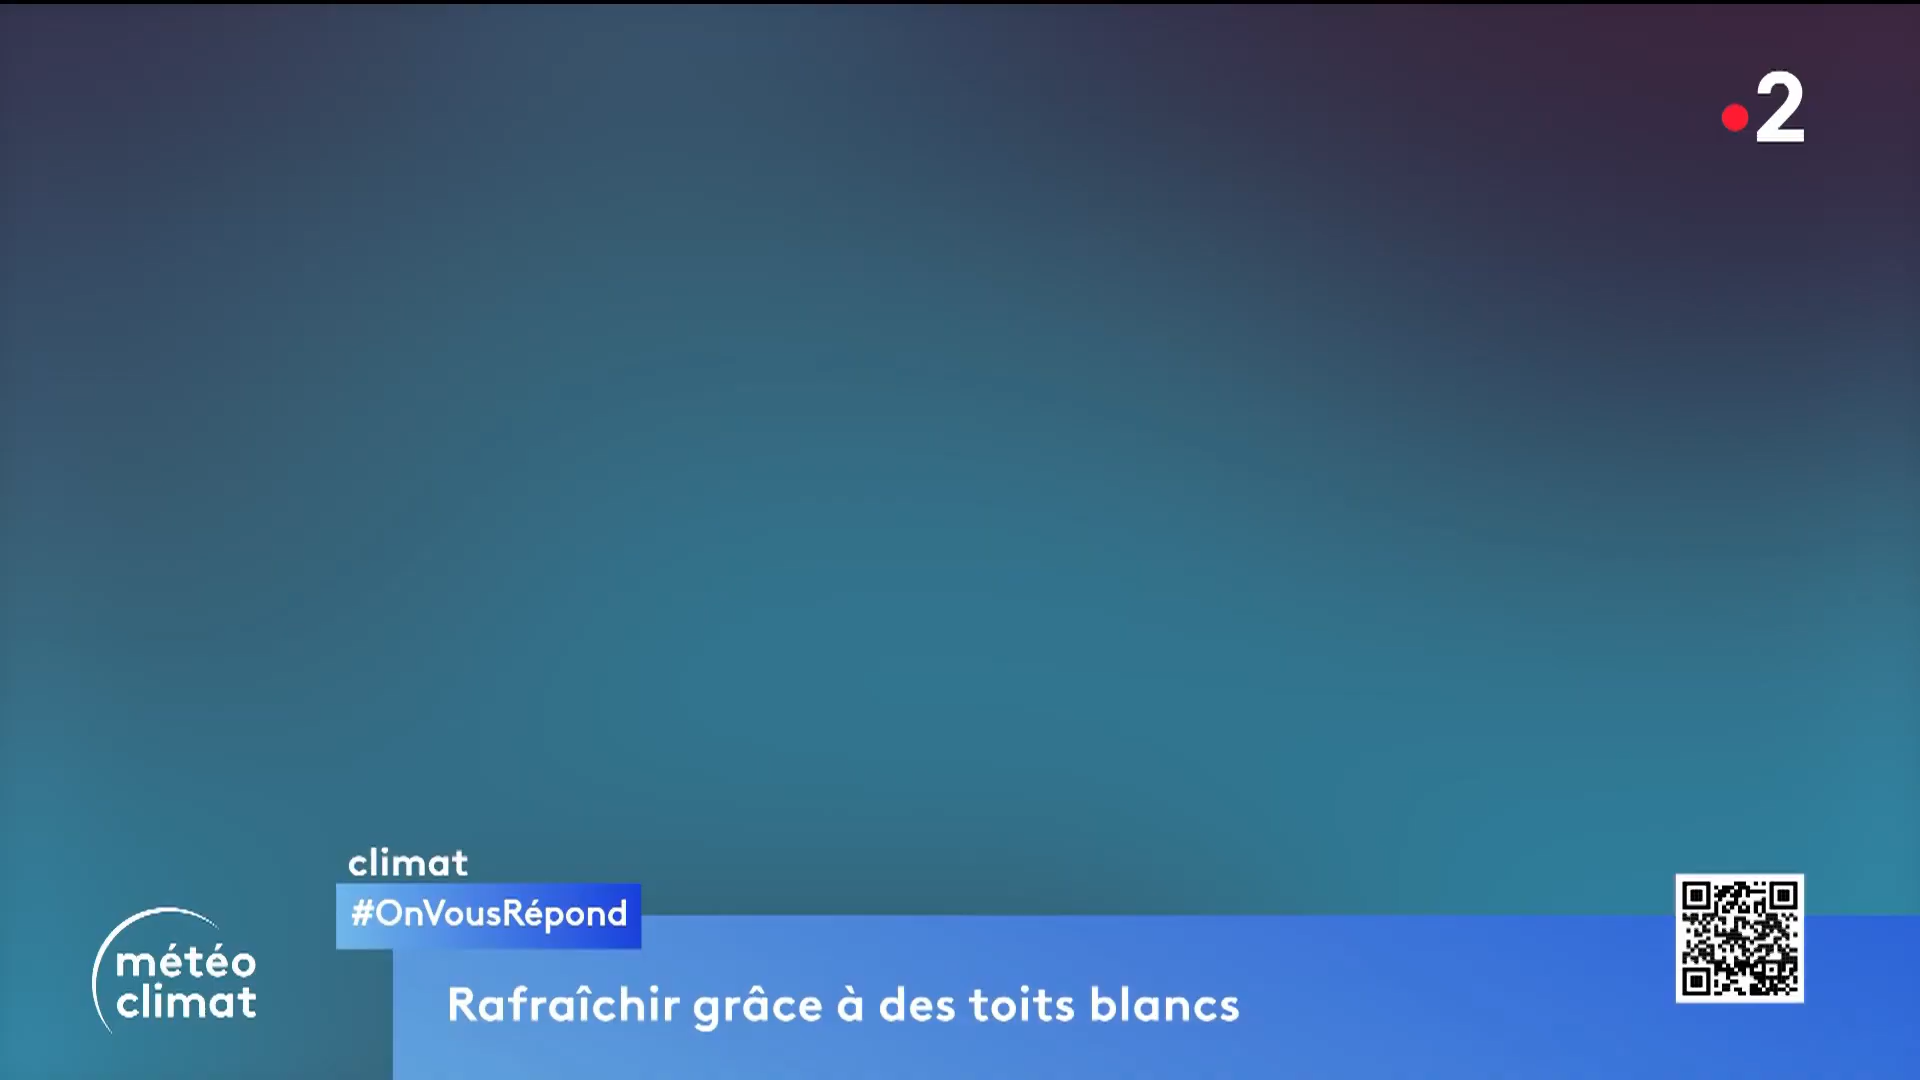 2
climat
#OnVousRépond
météo
climat
Rafraîchir grâce à des toits blancs